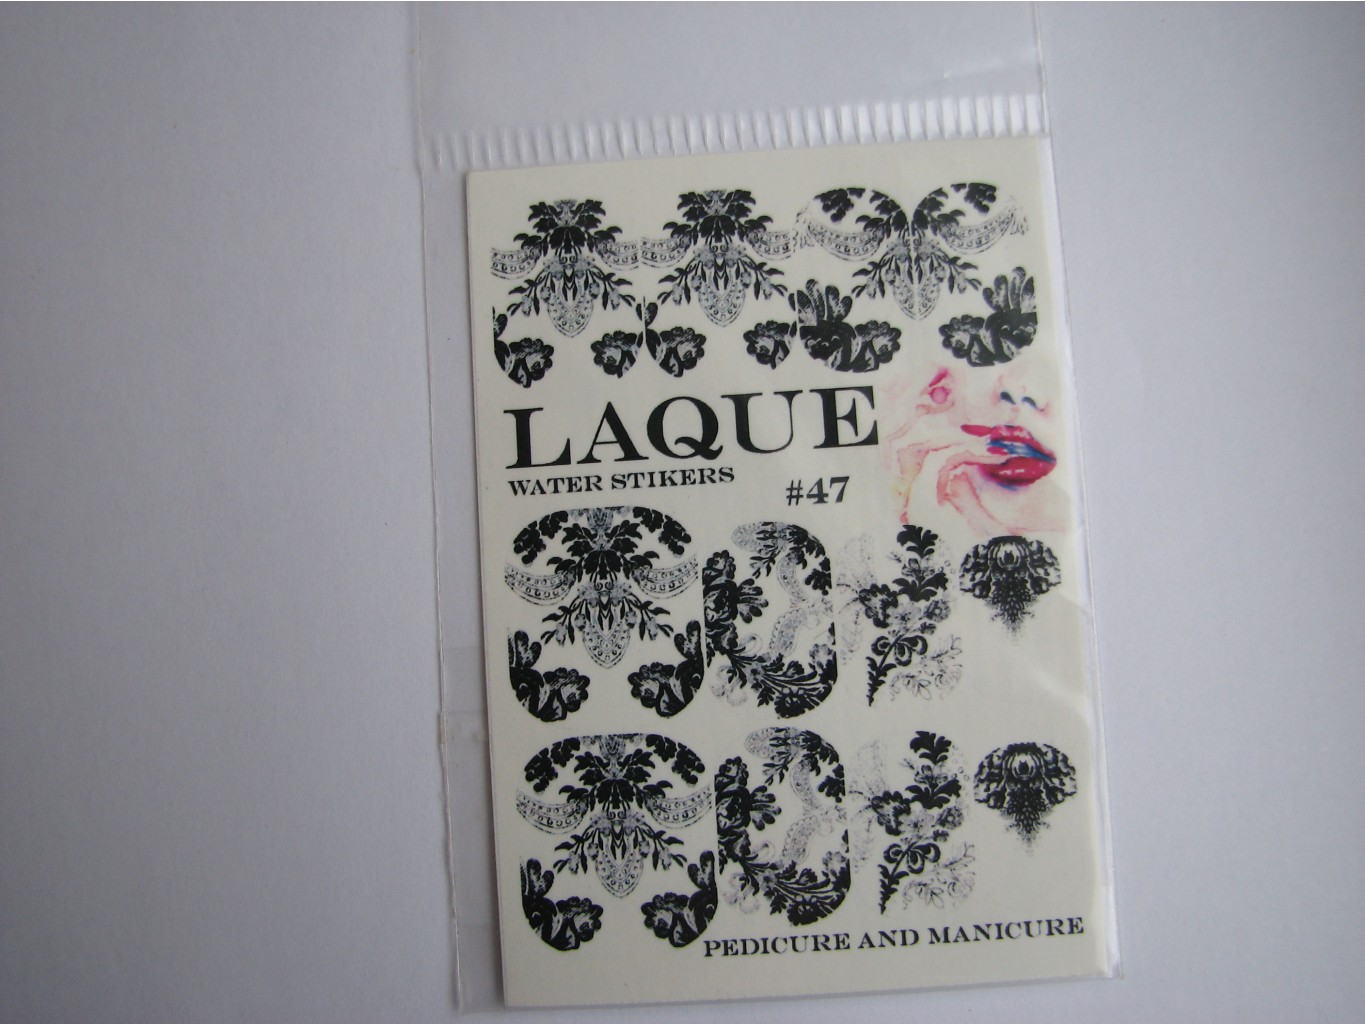 LAQUE
WATER STIKERS
#47
PEDICURE AND MANICURE